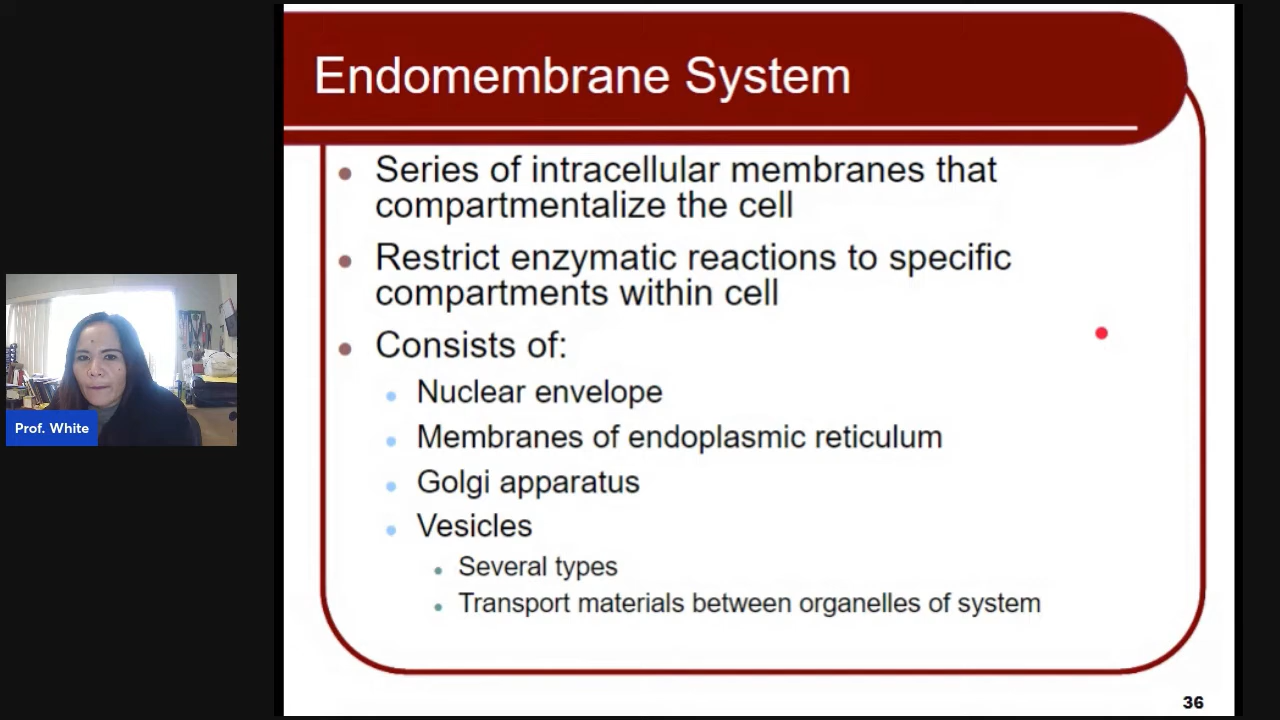 Endomembrane System
Series of intracellular membranes that
compartmentalize the cell
Restrict enzymatic reactions to specific
compartments within cell
Consists of:
Nuclear envelope
Membranes of endoplasmic reticulum
Golgi apparatus
Vesicles
Several types
Transport materials between organelles of system
Prof. White
36